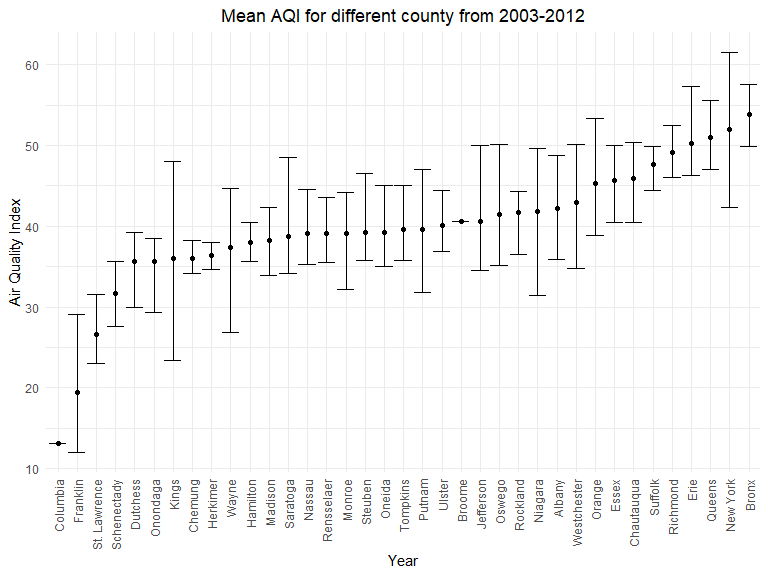 Mean AQI for different county from 2003-2012
Air Quality Index
60
50
40
30
20
10
Columbia
Franklin
St. Lawrence
Schenectady
Dutchess
Onondaga
Kings
Chemung
Herkimer
Wayne
Hamilton
Madison
Saratoga
Nassau
Rensselaer
Monroe
Steuben
Oneida
Tompkins
Putnam
Ulster
Broome
Jefferson
Oswego
Rockland
Niagara
Albany
Westchester
Orange
Essex
Chautauqua
Suffolk
Richmond
Erie
Queens
New York
Bronx
Year